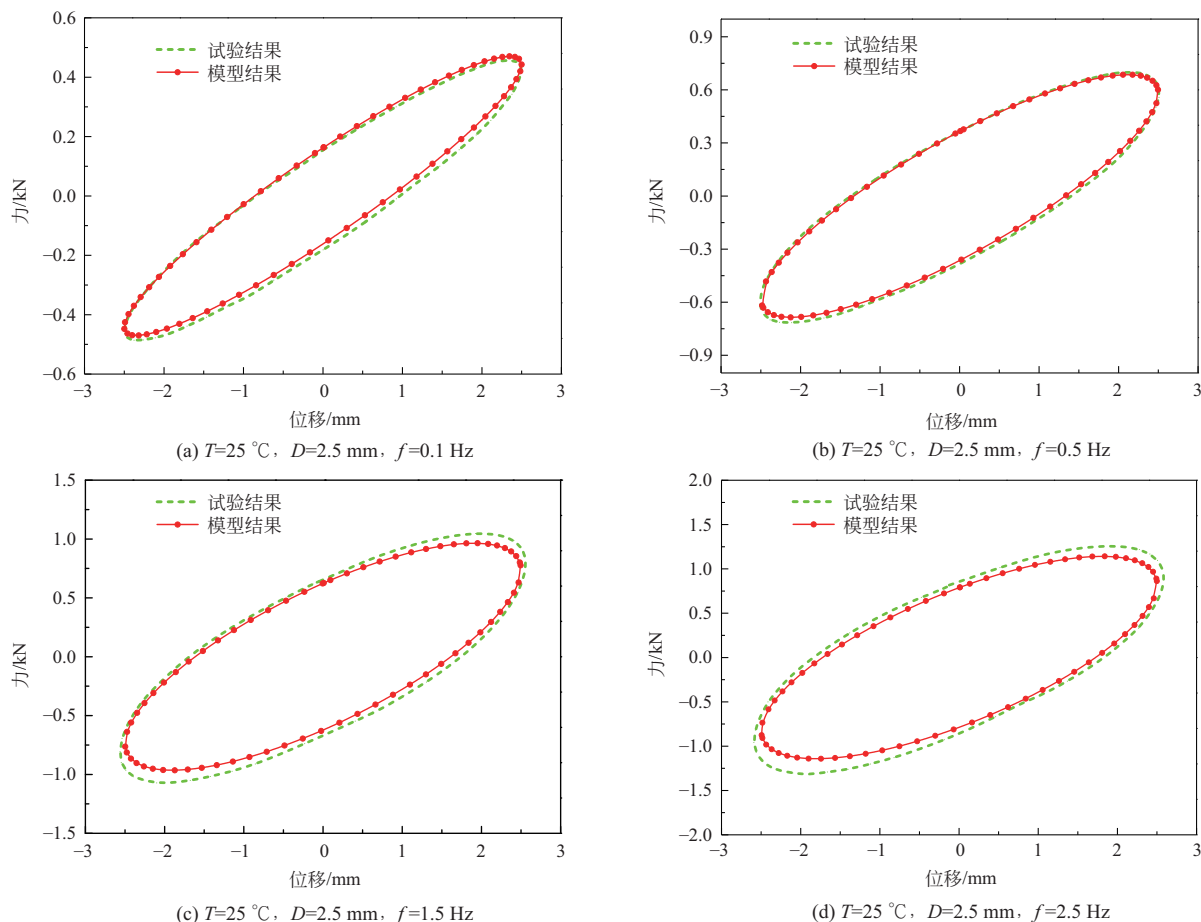 0.6
0.4
0.2
0.0
−0.2
−0.4
−0.6
力/kN
试验结果
模型结果
−3 −2 −1 0 1 2 3
位移/mm
(a) T=25 ℃，D=2.5 mm，f=0.1 Hz
0.9
0.6
0.3
0.0
−0.3
−0.6
−0.9
力/kN
试验结果
模型结果
−3 −2 −1 0 1 2 3
位移/mm
(b) T=25 ℃，D=2.5 mm，f=0.5 Hz
1.5
1.0
0.5
0.0
−0.5
−1.0
−1.5
力/kN
试验结果
模型结果
−3 −2 −1 0 1 2 3
位移/mm
(c) T=25 ℃，D=2.5 mm，f=1.5 Hz
2.0
1.5
1.0
0.5
0.0
−0.5
−1.0
−1.5
−2.0
力/kN
试验结果
模型结果
−3 −2 −1 0 1 2 3
位移/mm
(d) T=25 ℃，D=2.5 mm，f=2.5 Hz